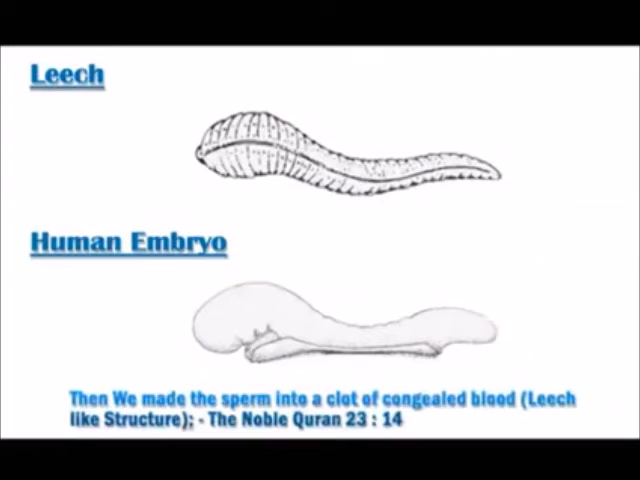 Leech
Human Embryo
Then We made the sperm into a clot of congealed blood (Leech
like Structure); - The Noble Quran 23 : 14